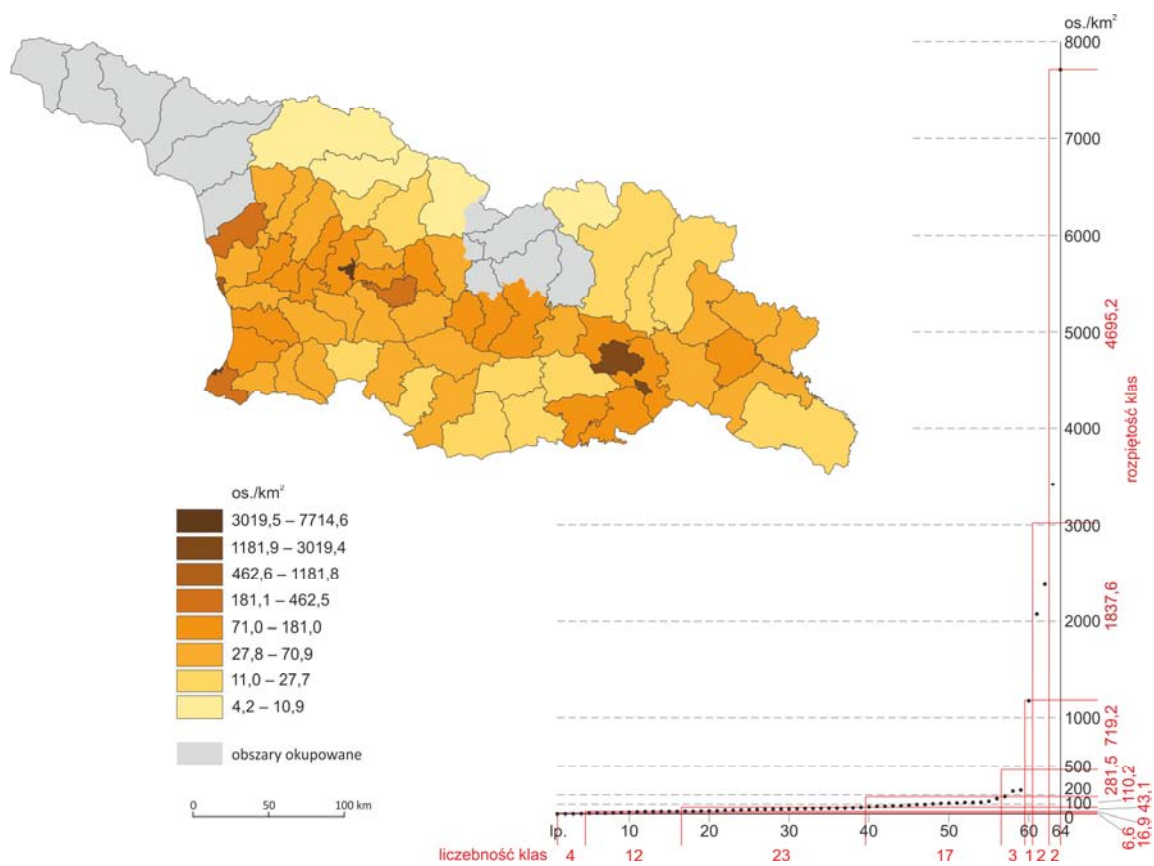 os./km²
8000
7000
6000
5000
4000
3000
2000
1000
500
200
100
0
4695,2
rozpiętość klas
1837,6
719,2
281,5
110,2
43,1
16,9
6,6
os./km²
3019,5 – 7714,6
1181,9 – 3019,4
462,6 – 1181,8
181,1 – 462,5
71,0 – 181,0
27,8 – 70,9
11,0 – 27,7
4,2 – 10,9
obszary okupowane
0 50 100 km
lp. 10 20 30 40 50 60 64
liczebność klas 4 12 23 17 3 1 2 2